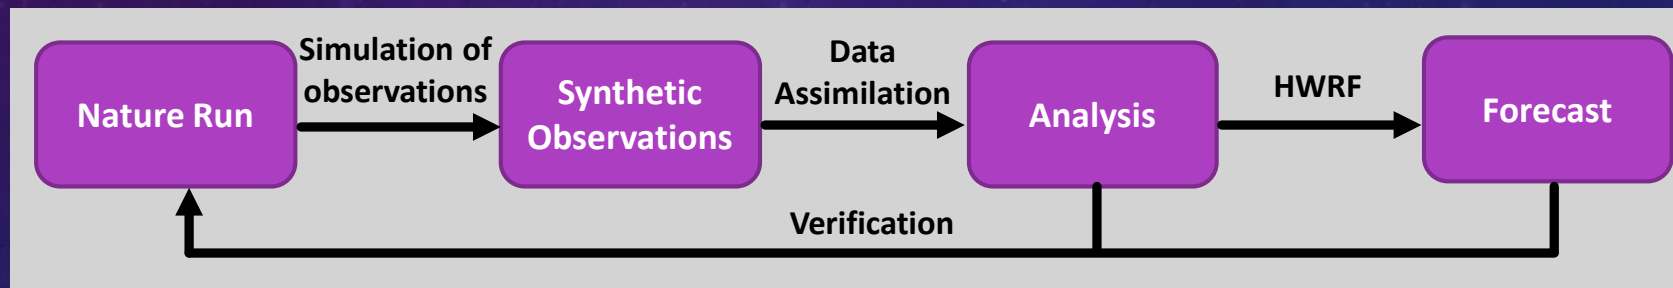 Nature Run
Simulation of
observations
Synthetic
Observations
Data
Assimilation
Analysis
HWRF
Forecast
Verification